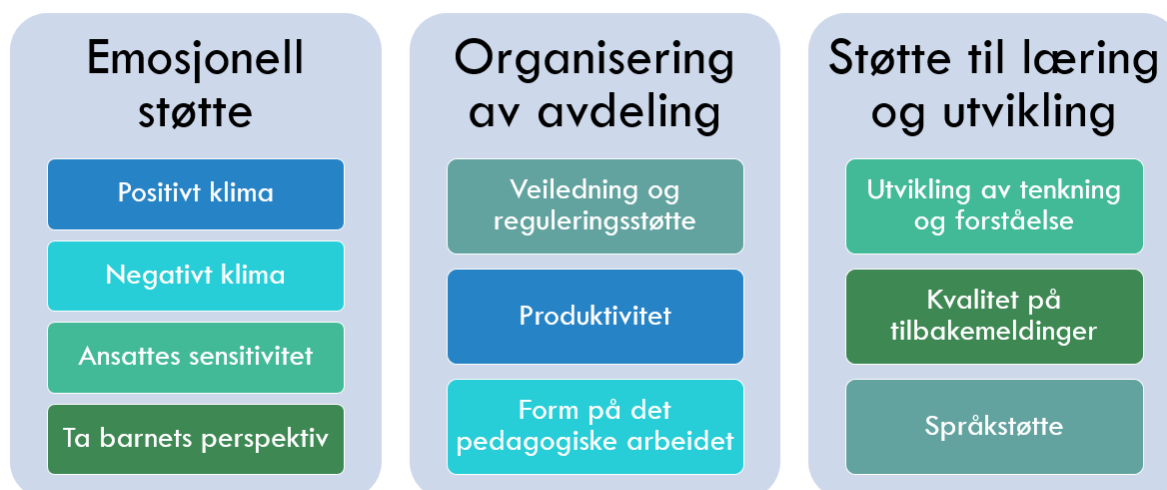 Emosjonell
støtte
Positivt klima
Negativt klima
Ansattes sensitivitet
Ta barnets perspektiv
Organisering
av avdeling
Veiledning og
reguleringsstøtte
Produktivitet
Form på det
pedagogiske arbeidet
Støtte til læring
og utvikling
Utvikling av tenkning
og forståelse
Kvalitet på
tilbakemeldinger
Språkstøtte